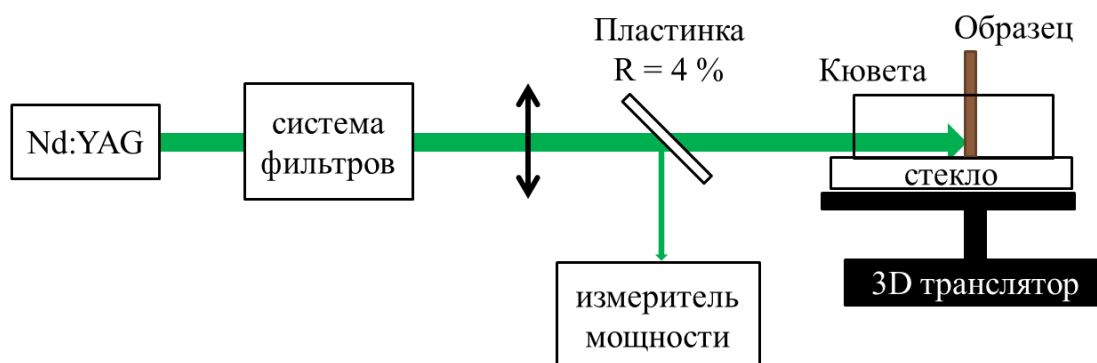 Nd:YAG
система
фильтров
Пластинка
R = 4 %
измеритель
мощности
Кювета
Образец
стекло
3D транслятор